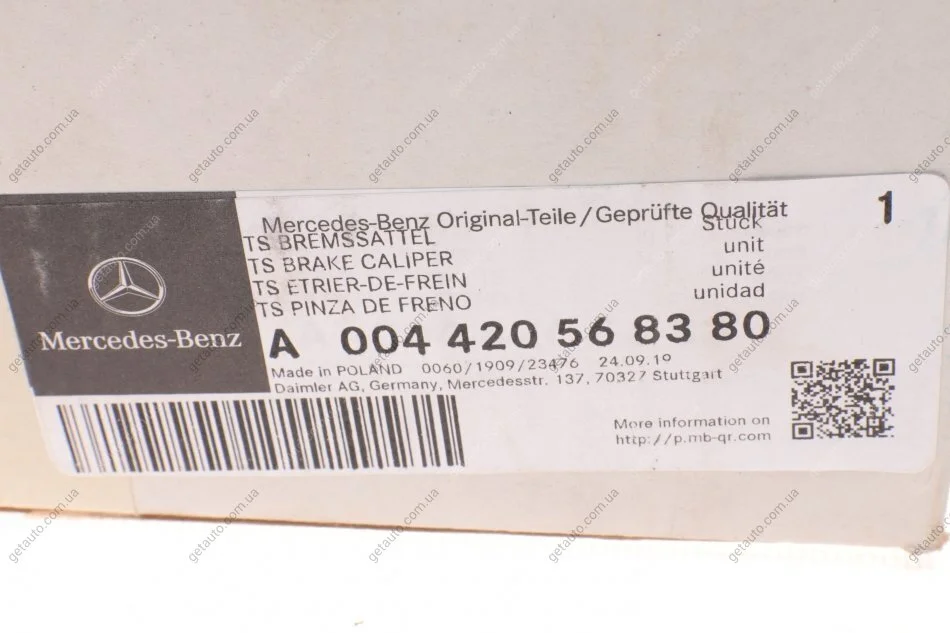 Mercedes-Benz Original-Teile/Geprüfte Qualität
1
TS BREMSSATTEL
Stück
TS BRAKE CALIPER
unit
TS ETRIER-DE-FREIN
unité
TS PINZA DE FRENO
unidad
Mercedes-Benz
A 004 420 56 83 80
Made in POLAND 0060/1909/23476 24.09.19
Daimler AG, Germany, Mercedesstr. 137, 70327 Stuttgart
More information on
http://p.mb-qr.com
getauto.com.ua